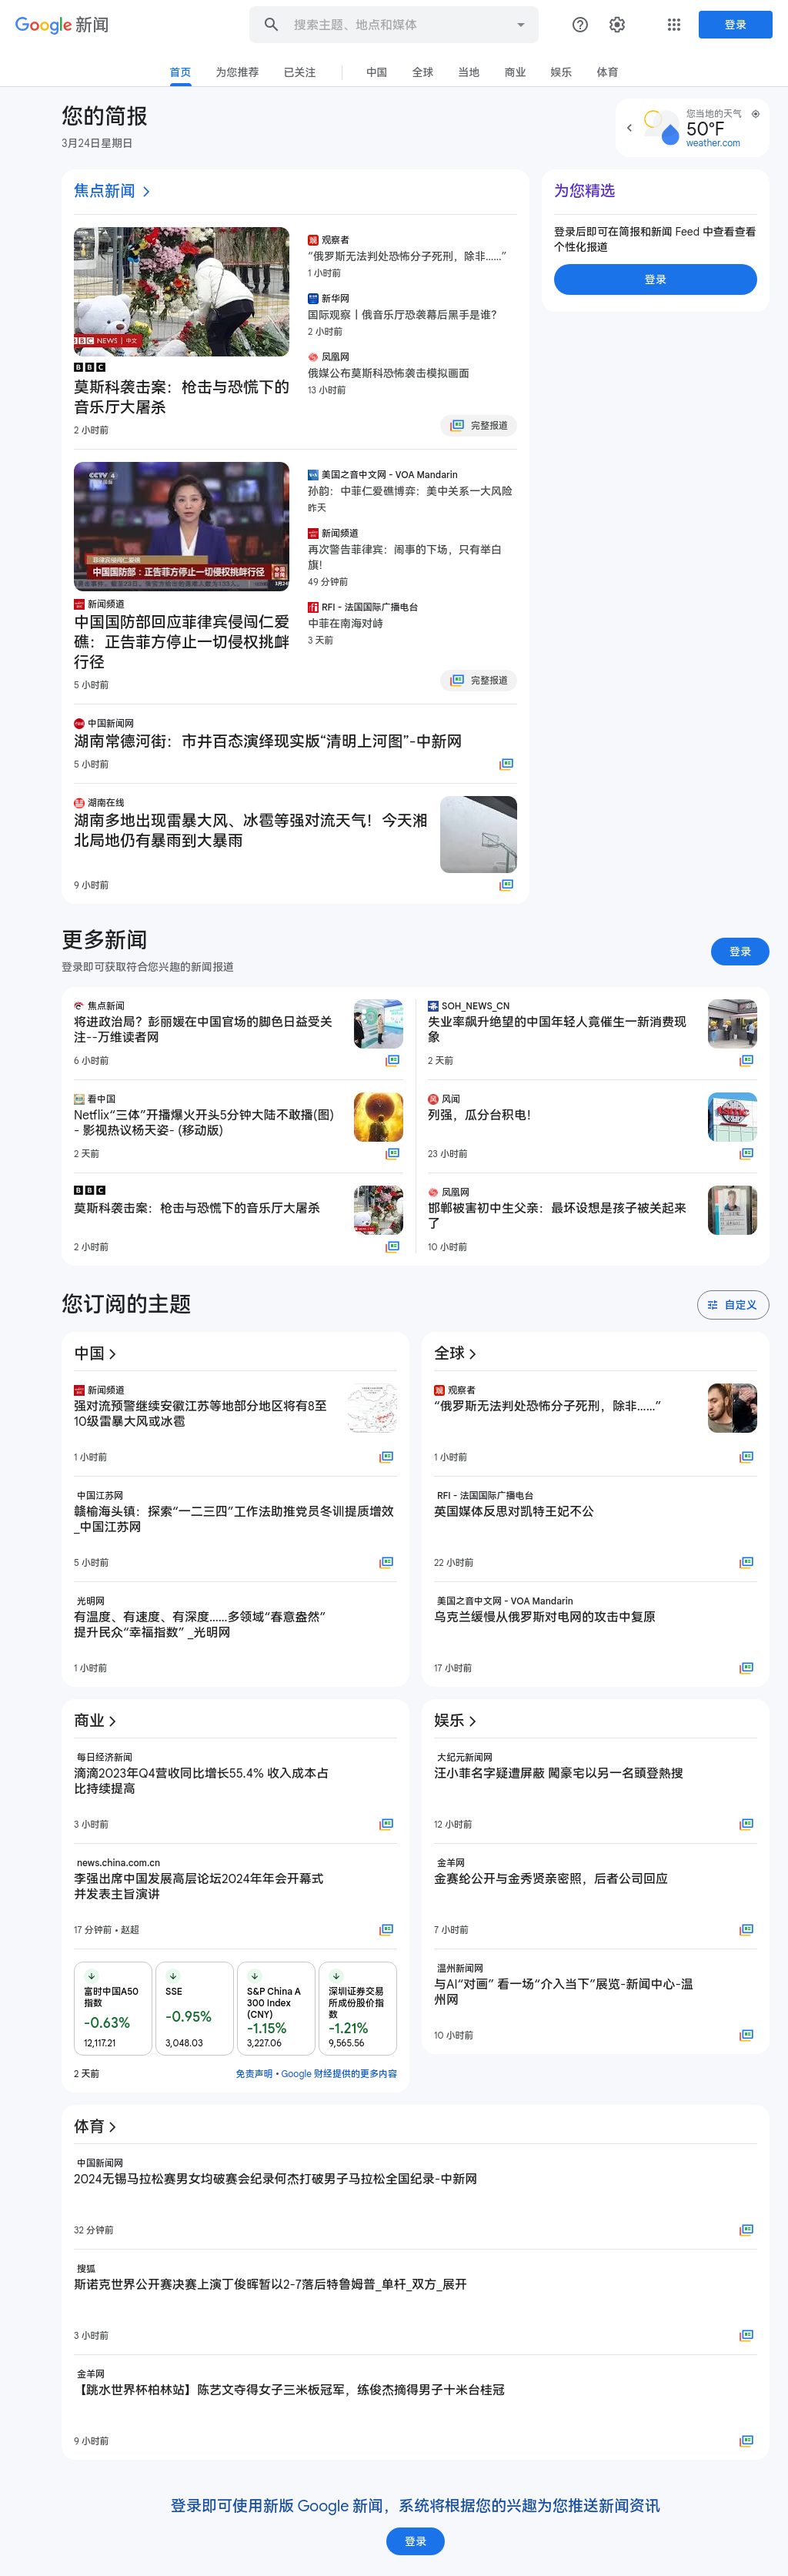 Google 新闻
搜索主题、地点和媒体
登录
首页
为您推荐
已关注
中国
全球
当地
商业
娱乐
体育
您的简报
3月24日星期日
您当地的天气
50°F
weather.com
焦点新闻
BBC NEWS 中文
BBC
莫斯科袭击案：枪击与恐慌下的
音乐厅大屠杀
2 小时前
观察者
“俄罗斯无法判处恐怖分子死刑，除非……”
1 小时前
新华网
国际观察丨俄音乐厅恐袭幕后黑手是谁？
2 小时前
凤凰网
俄媒公布莫斯科恐怖袭击模拟画面
13 小时前
完整报道
CCTV 4
中国国防部：正告菲方停止一切侵权挑衅行径
新闻频道
中国国防部回应菲律宾侵闯仁爱
礁：正告菲方停止一切侵权挑衅
行径
5 小时前
美国之音中文网 - VOA Mandarin
孙韵：中菲仁爱礁博弈：美中关系一大风险
昨天
新闻频道
再次警告菲律宾：闹事的下场，只有举白
旗！
49 分钟前
RFI - 法国国际广播电台
中菲在南海对峙
3 天前
完整报道
中国新闻网
湖南常德河街：市井百态演绎现实版“清明上河图”-中新网
5 小时前
湖南在线
湖南多地出现雷暴大风、冰雹等强对流天气！今天湘
北局地仍有暴雨到大暴雨
9 小时前
为您精选
登录后即可在简报和新闻 Feed 中查看查看
个性化报道
登录
更多新闻
登录即可获取符合您兴趣的新闻报道
登录
焦点新闻
将进政治局？彭丽媛在中国官场的脚色日益受关
注--万维读者网
6 小时前
看中国
Netflix“三体”开播爆火开头5分钟大陆不敢播(图)
- 影视热议杨天姿- (移动版)
2 天前
BBC
莫斯科袭击案：枪击与恐慌下的音乐厅大屠杀
2 小时前
SOH_NEWS_CN
失业率飙升绝望的中国年轻人竟催生一新消费现
象
2 天前
风闻
列强，瓜分台积电！
23 小时前
凤凰网
邯郸被害初中生父亲：最坏设想是孩子被关起来
了
10 小时前
您订阅的主题
自定义
中国
新闻频道
强对流预警继续安徽江苏等地部分地区将有8至
10级雷暴大风或冰雹
1 小时前
中国江苏网
赣榆海头镇：探索“一二三四”工作法助推党员冬训提质增效
_中国江苏网
5 小时前
光明网
有温度、有速度、有深度……多领域“春意盎然”
提升民众“幸福指数” _光明网
1 小时前
全球
观察者
“俄罗斯无法判处恐怖分子死刑，除非……”
1 小时前
RFI - 法国国际广播电台
英国媒体反思对凯特王妃不公
22 小时前
美国之音中文网 - VOA Mandarin
乌克兰缓慢从俄罗斯对电网的攻击中复原
17 小时前
商业
每日经济新闻
滴滴2023年Q4营收同比增长55.4% 收入成本占
比持续提高
3 小时前
news.china.com.cn
李强出席中国发展高层论坛2024年年会开幕式
并发表主旨演讲
17 分钟前 • 赵超
富时中国A50
指数
-0.63%
12,117.21
SSE
-0.95%
3,048.03
S&P China A
300 Index
(CNY)
-1.15%
3,227.06
深圳证券交易
所成份股价指
数
-1.21%
9,565.56
2 天前
免责声明 • Google 财经提供的更多内容
娱乐
大纪元新闻网
汪小菲名字疑遭屏蔽 闖豪宅以另一名頭登熱搜
12 小时前
金羊网
金赛纶公开与金秀贤亲密照，后者公司回应
7 小时前
温州新闻网
与AI“对画” 看一场“介入当下”展览-新闻中心-温
州网
10 小时前
体育
中国新闻网
2024无锡马拉松赛男女均破赛会纪录何杰打破男子马拉松全国纪录-中新网
32 分钟前
搜狐
斯诺克世界公开赛决赛上演丁俊晖暂以2-7落后特鲁姆普_单杆_双方_展开
3 小时前
金羊网
【跳水世界杯柏林站】陈艺文夺得女子三米板冠军，练俊杰摘得男子十米台桂冠
9 小时前
登录即可使用新版 Google 新闻，系统将根据您的兴趣为您推送新闻资讯
登录